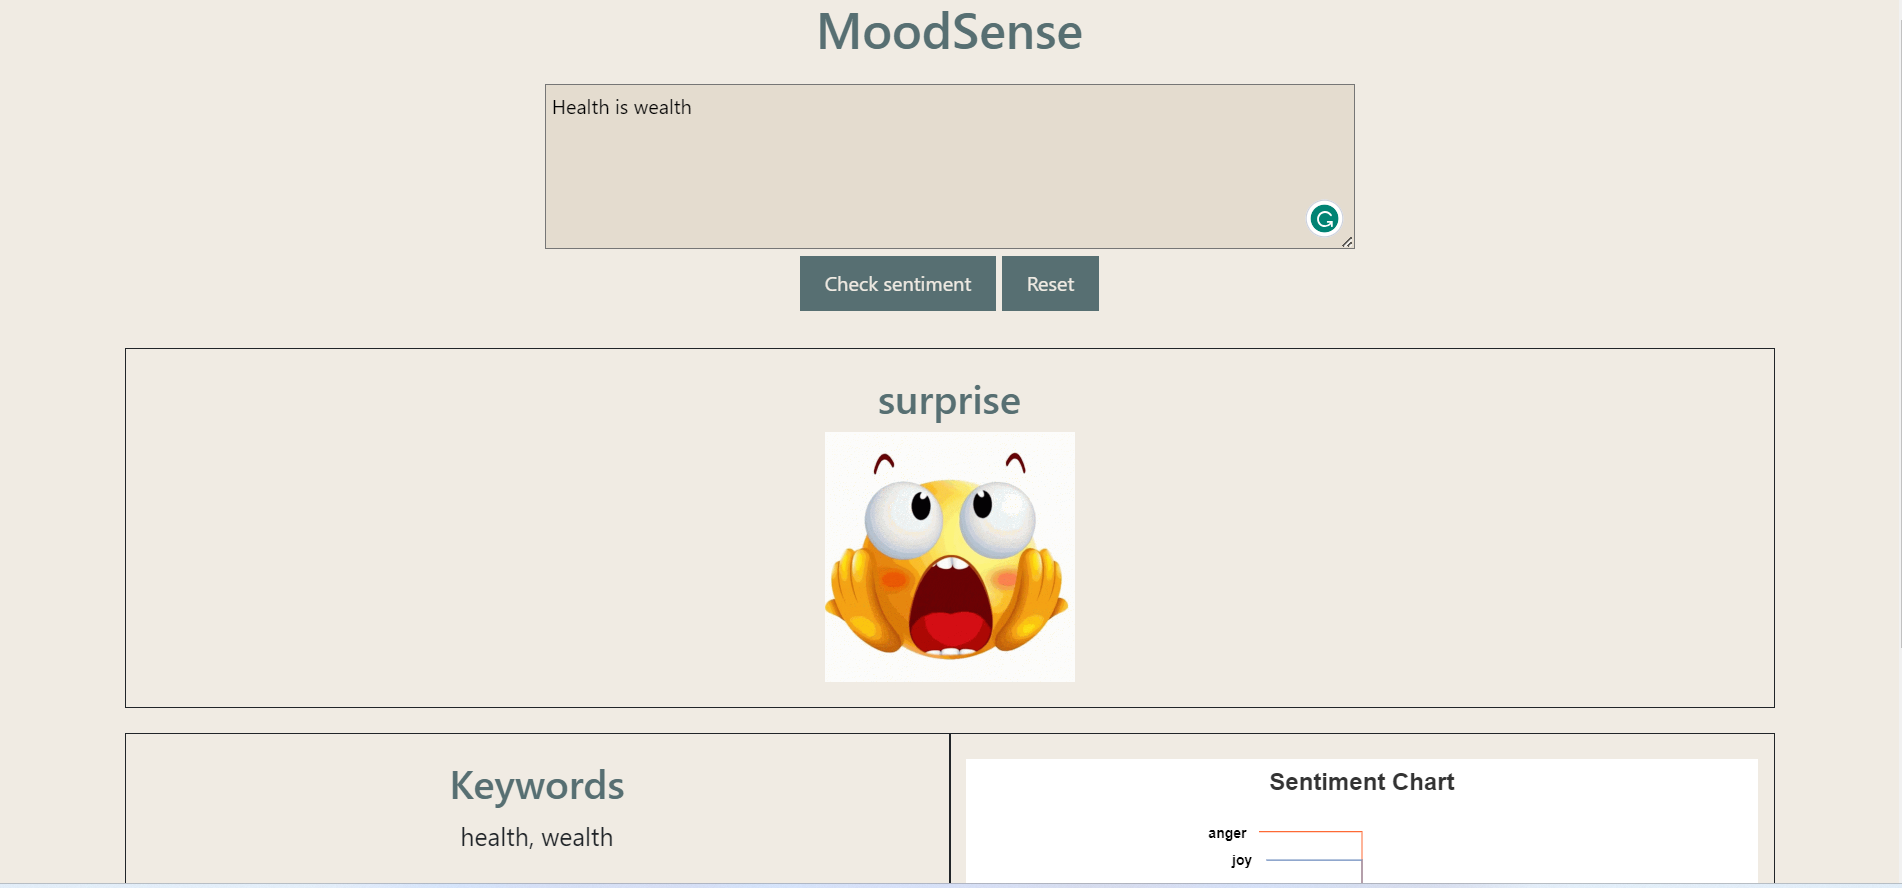 MoodSense
Health is wealth
Check sentiment
Reset
surprise
Keywords
health, wealth
Sentiment Chart
anger
joy